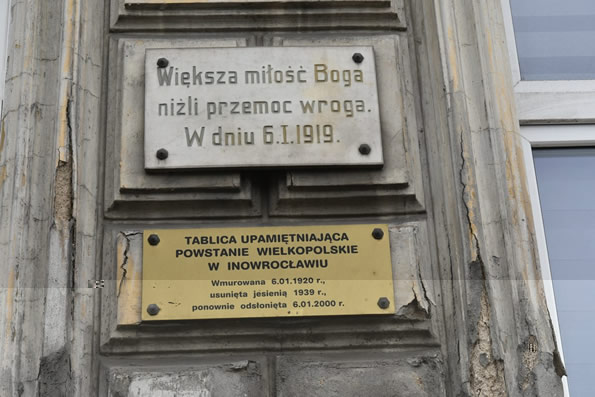 Większa miłość Boga
niźli przemoc wroga.
W dniu 6.I.1919.
TABLICA UPAMIĘTNIAJĄCA
POWSTANIE WIELKOPOLSKIE
W INOWROCŁAWIU
Wmurowana 6.01.1920 r.,
usunięta jesienią 1939 r.,
ponownie odsłonięta 6.01.2000 r.